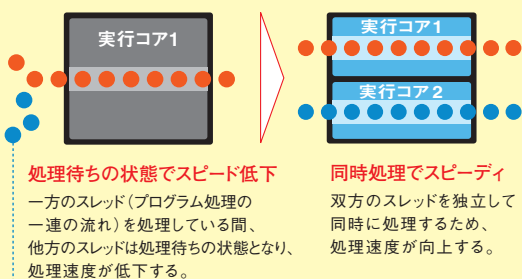 実行コア1
処理待ちの状態でスピード低下
一方のスレッド（プログラム処理の
一連の流れ）を処理している間、
他方のスレッドは処理待ちの状態となり、
処理速度が低下する。
実行コア1
実行コア2
同時処理でスピーディ
双方のスレッドを独立して
同時に処理するため、
処理速度が向上する。